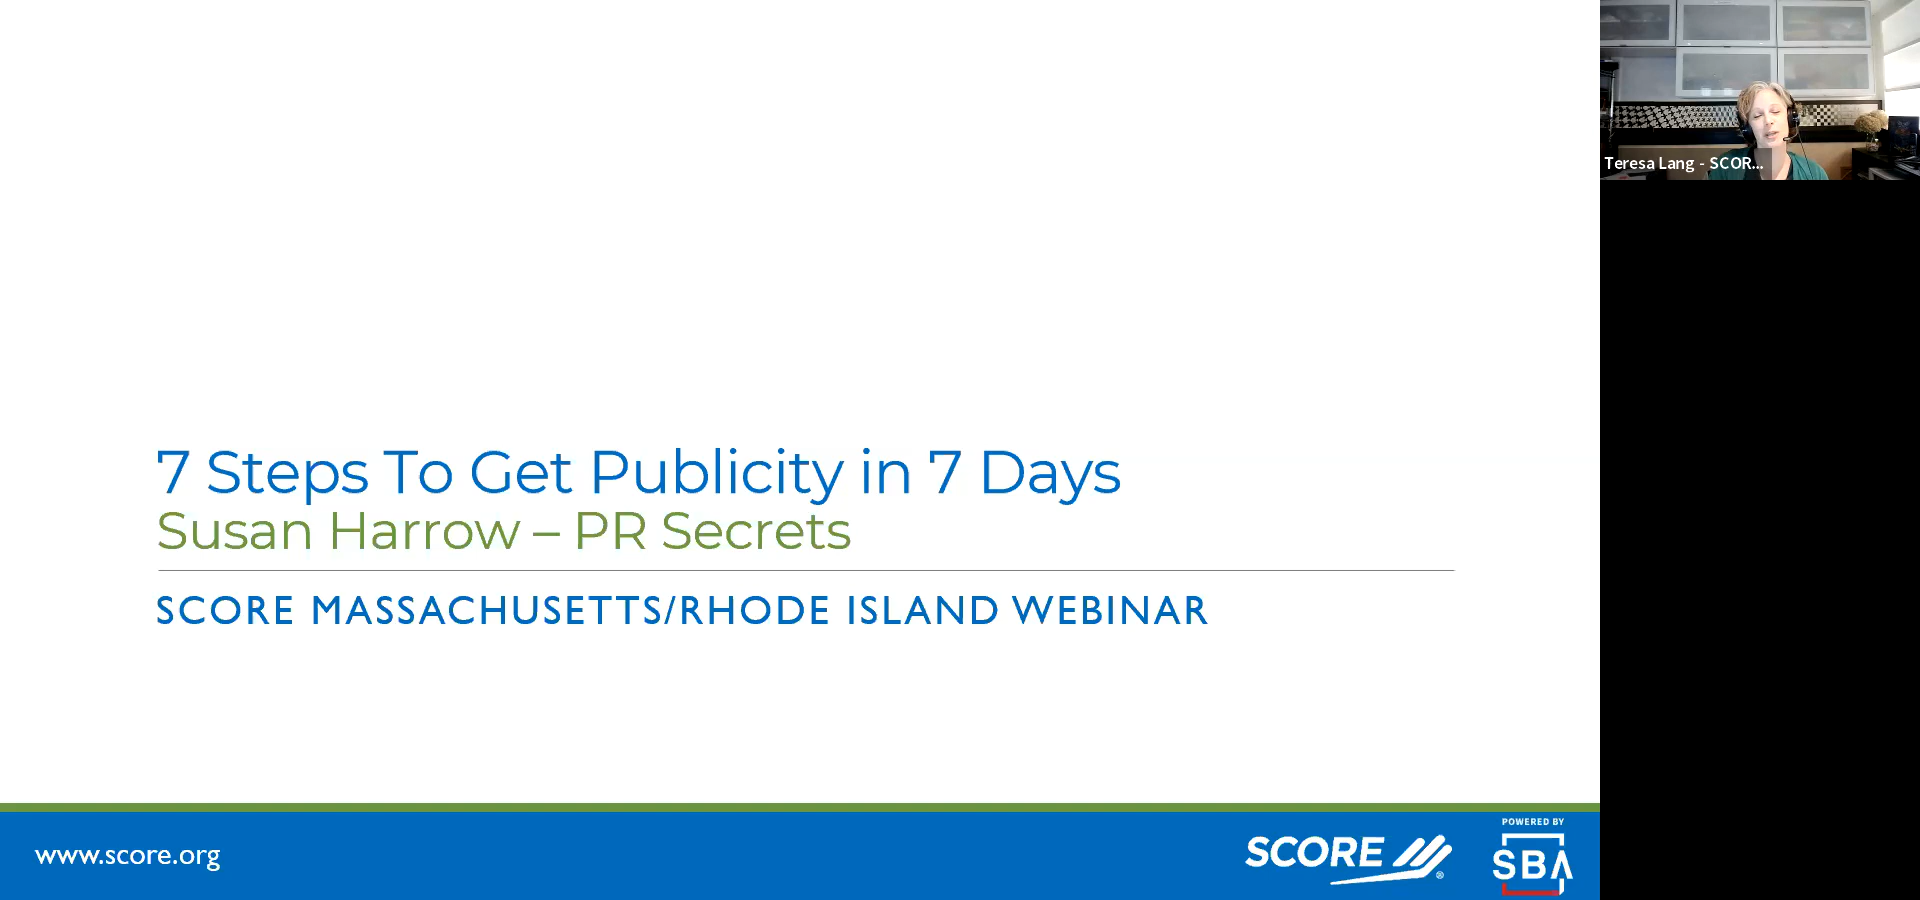 7 Steps To Get Publicity in 7 Days
Susan Harrow – PR Secrets
SCORE MASSACHUSETTS/RHODE ISLAND WEBINAR
www.score.org
SCORE
®
POWERED BY
SBA
Teresa Lang - SCOR...